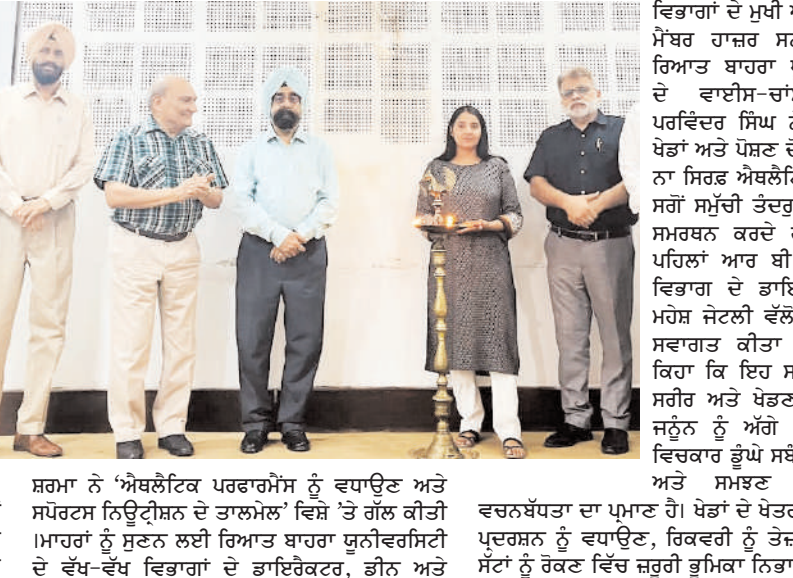 ਸ਼ਰਮਾ ਨੇ ‘ਐਥਲੈਟਿਕ ਪਰਫਾਰਮੈਂਸ ਨੂੰ ਵਧਾਉਣ ਅਤੇ
ਸਪੋਰਟਸ ਨਿਊਟ੍ਰੀਸ਼ਨ ਦੇ ਤਾਲਮੇਲ’ ਵਿਸ਼ੇ ’ਤੇ ਗੱਲ ਕੀਤੀ
।ਮਾਹਰਾਂ ਨੂੰ ਸੁਣਨ ਲਈ ਰਿਆਤ ਬਾਹਰਾ ਯੂਨੀਵਰਸਿਟੀ
ਦੇ ਵੱਖ-ਵੱਖ ਵਿਭਾਗਾਂ ਦੇ ਡਾਇਰੈਕਟਰ, ਡੀਨ ਅਤੇ
ਵਿਭਾਗਾਂ ਦੇ ਮੁਖੀ
ਮੈਂਬਰ ਹਾਜ਼ਰ
ਰਿਆਤ ਬਾਹਰਾ
ਦੇ ਵਾਈਸ-ਚਾਂ
ਪਰਵਿੰਦਰ ਸਿੰਘ
ਖੇਡਾਂ ਅਤੇ ਪੋਸ਼ਣ
ਨਾ ਸਿਰਫ਼ ਐਥਲੈਟਿ
ਸਗੋਂ ਸਮੁੱਚੀ ਤੰਦਰੁ
ਸਮਰਥਨ ਕਰਦੇ
ਪਹਿਲਾਂ ਆਰ ਬੀ
ਵਿਭਾਗ ਦੇ ਡਾਇ
ਮਹੇਸ਼ ਜੇਟਲੀ ਵੱਲੋ
ਸਵਾਗਤ ਕੀਤਾ
ਕਿਹਾ ਕਿ ਇਹ
ਸਰੀਰ ਅਤੇ ਖੇਡਣ
ਜਨੂੰਨ ਨੂੰ ਅੱਗੇ
ਵਿਚਕਾਰ ਡੂੰਘੇ ਸਬੰ
ਅਤੇ ਸਮਝਣ
ਵਚਨਬੱਧਤਾ ਦਾ ਪ੍ਰਮਾਣ ਹੈ। ਖੇਡਾਂ ਦੇ ਖੇਤਰ
ਪ੍ਰਦਰਸ਼ਨ ਨੂੰ ਵਧਾਉਣ, ਰਿਕਵਰੀ ਨੂੰ ਤੇਜ਼
ਸੱਟਾਂ ਨੂੰ ਰੋਕਣ ਵਿੱਚ ਜ਼ਰੂਰੀ ਭੂਮਿਕਾ ਨਿਭਾ